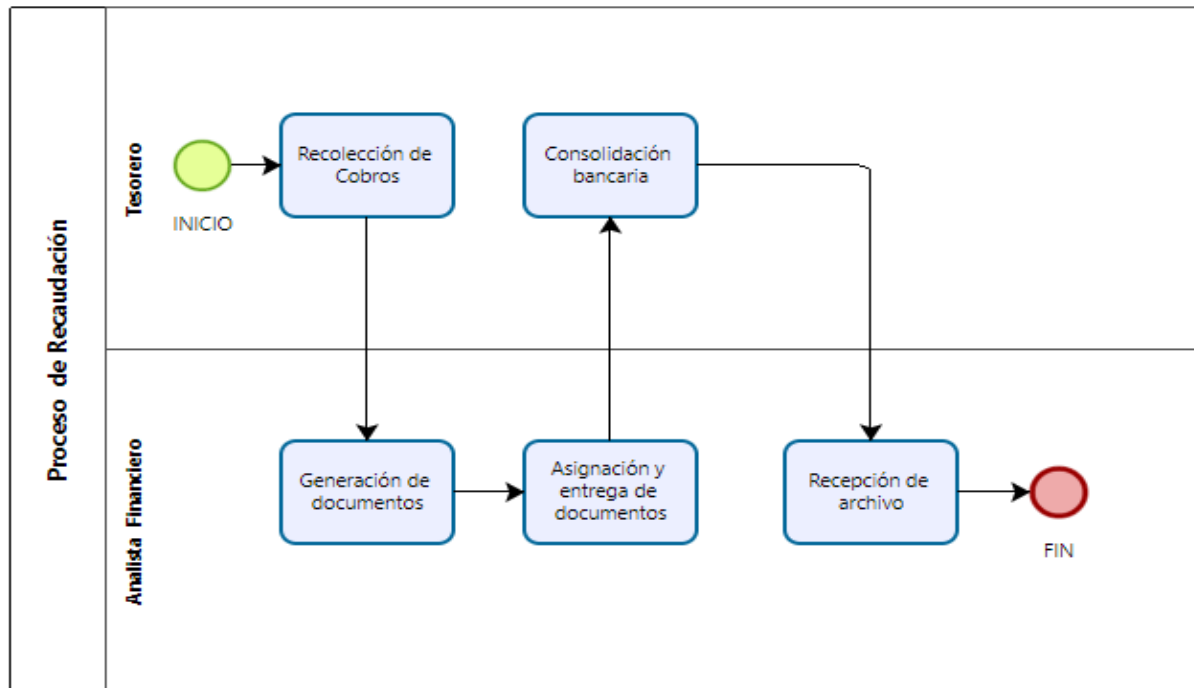 Proceso de Recaudación
Tesorero
INICIO
Recolección de
Cobros
Consolidación
bancaria
Analista Financiero
Generación de
documentos
Asignación y
entrega de
documentos
Recepción de
archivo
FIN